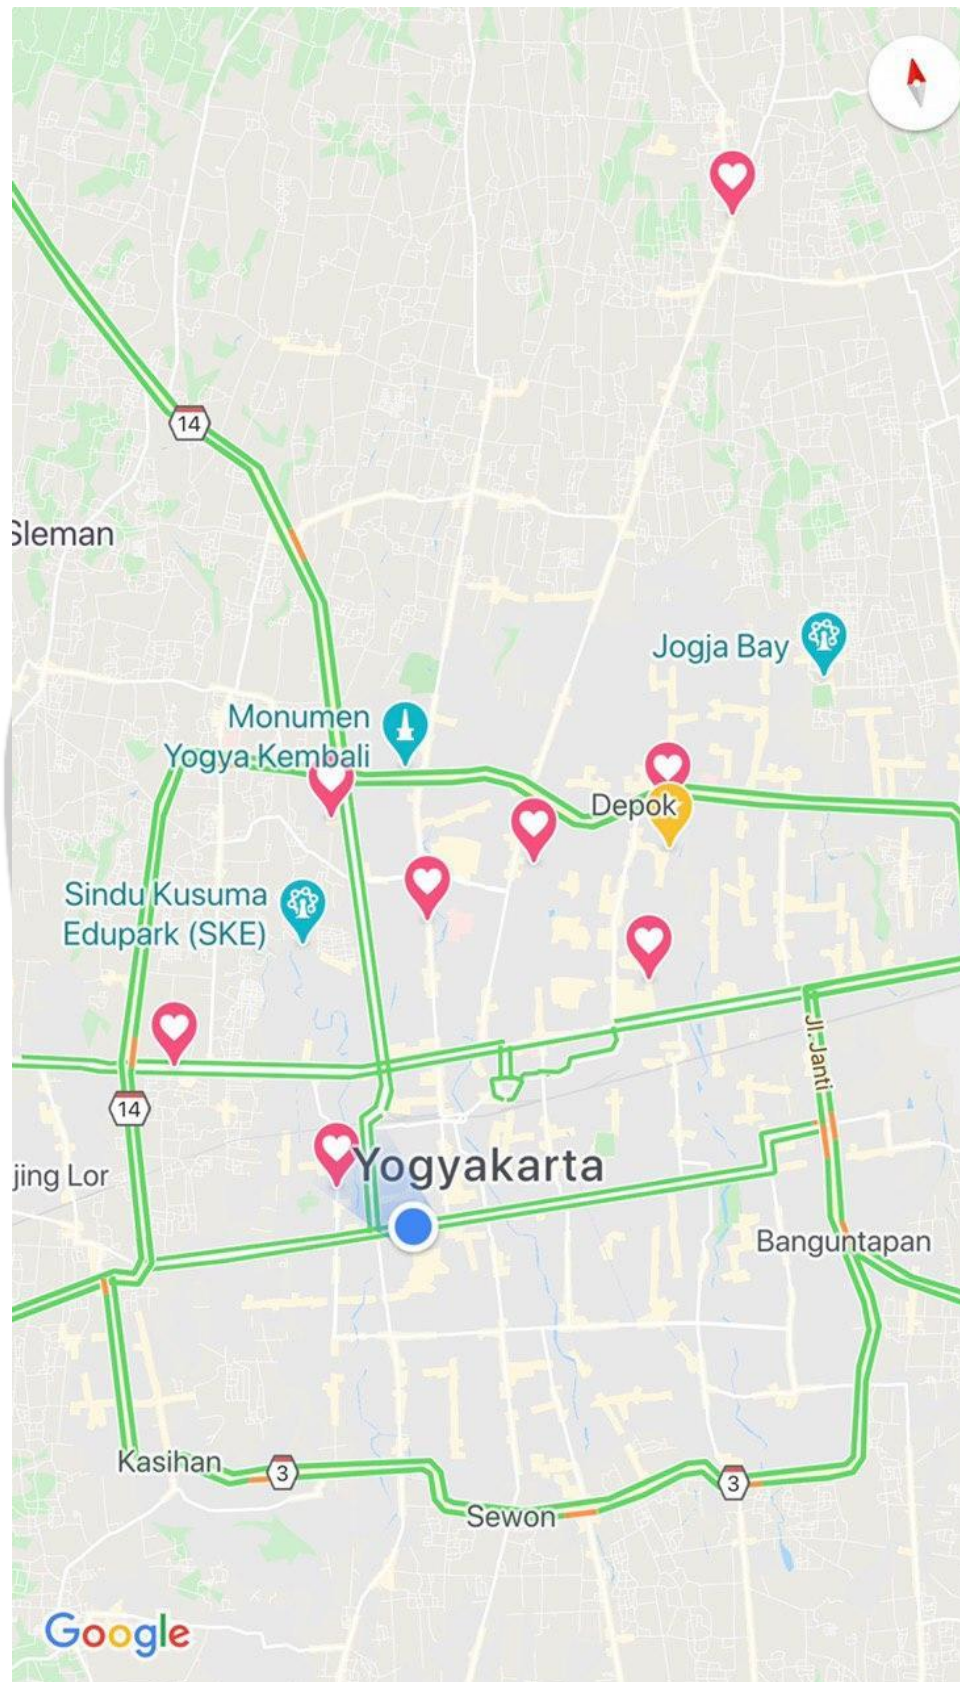 14
Sleman
Jogja Bay
Monumen
Yogya Kembali
Depok
Sindu Kusuma
Edupark (SKE)
Jl. Janti
14
jing Lor
Yogyakarta
Banguntapan
Kasihan
3
3
Sewon
Google